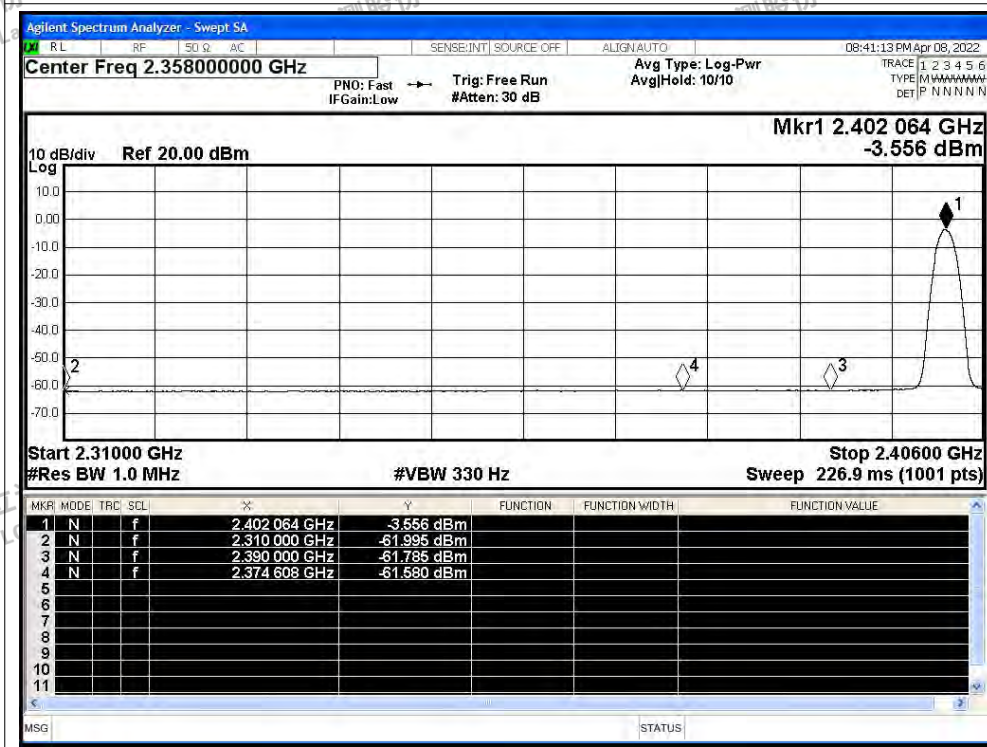 Agilent Spectrum Analyzer - Swept SA
RL RF 50 Ω AC SENSE:INT SOURCE OFF ALIGN AUTO 08:41:13 PM Apr 08, 2022
Center Freq 2.358000000 GHz
PNO: Fast
IFGain:Low
Trig: Free Run
#Atten: 30 dB
Avg Type: Log-Pwr
Avg|Hold: 10/10
TRACE 1 2 3 4 5 6
TYPE M
DET P N N N N N
Mkr1 2.402 064 GHz
-3.556 dBm
10 dB/div Ref 20.00 dBm
Log
10.0
0.00
-10.0
-20.0
-30.0
-40.0
-50.0
-60.0
-70.0
1
2
4
3
Start 2.31000 GHz Stop 2.40600 GHz
#Res BW 1.0 MHz #VBW 330 Hz Sweep 226.9 ms (1001 pts)
MKR MODE TRC SCL X Y FUNCTION FUNCTION WIDTH FUNCTION VALUE
1 N f 2.402 064 GHz -3.556 dBm
2 N f 2.310 000 GHz -61.995 dBm
3 N f 2.390 000 GHz -61.785 dBm
4 N f 2.374 608 GHz -61.580 dBm
5
6
7
8
9
10
11
MSG STATUS